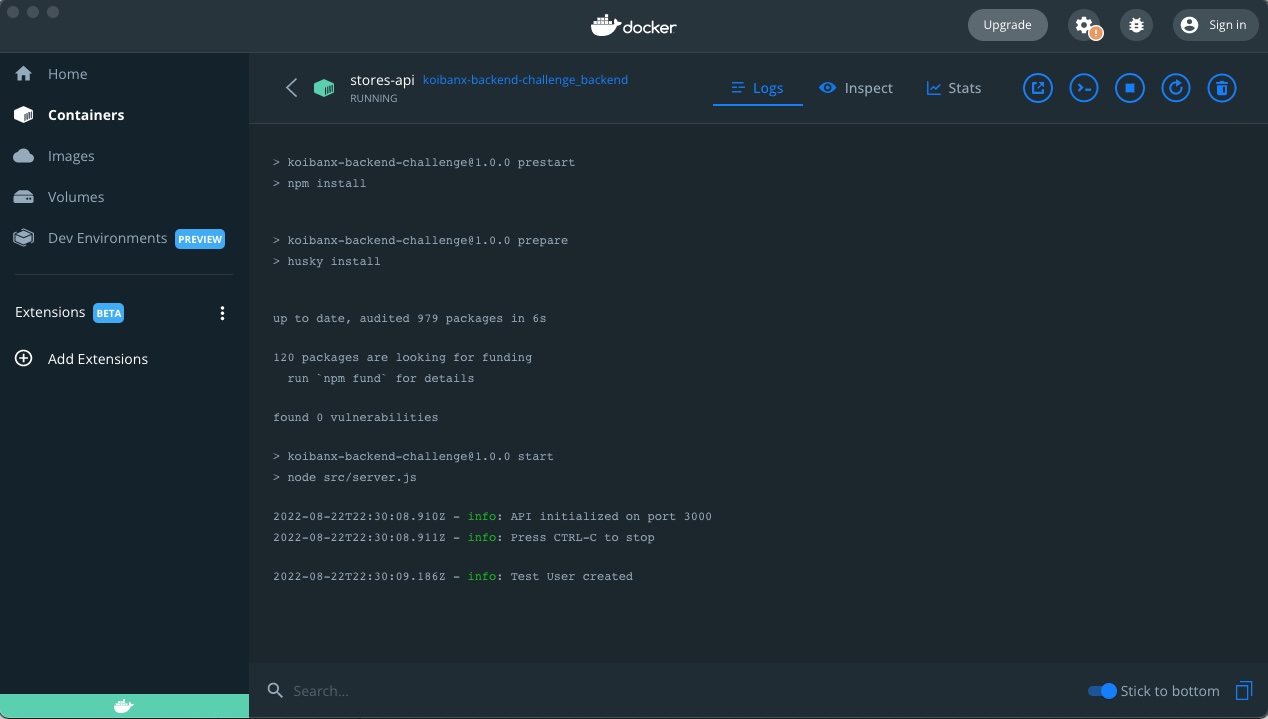 docker
Upgrade
!
Sign in
Home
Containers
Images
Volumes
Dev Environments PREVIEW
Extensions BETA
Add Extensions
stores-api koibanx-backend-challenge_backend
RUNNING
Logs
Inspect
Stats
> koibanx-backend-challenge@1.0.0 prestart
> npm install
> koibanx-backend-challenge@1.0.0 prepare
> husky install
up to date, audited 979 packages in 6s
120 packages are looking for funding
run `npm fund` for details
found 0 vulnerabilities
> koibanx-backend-challenge@1.0.0 start
> node src/server.js
2022-08-22T22:30:08.910Z - info: API initialized on port 3000
2022-08-22T22:30:08.911Z - info: Press CTRL-C to stop
2022-08-22T22:30:09.186Z - info: Test User created
Search...
Stick to bottom